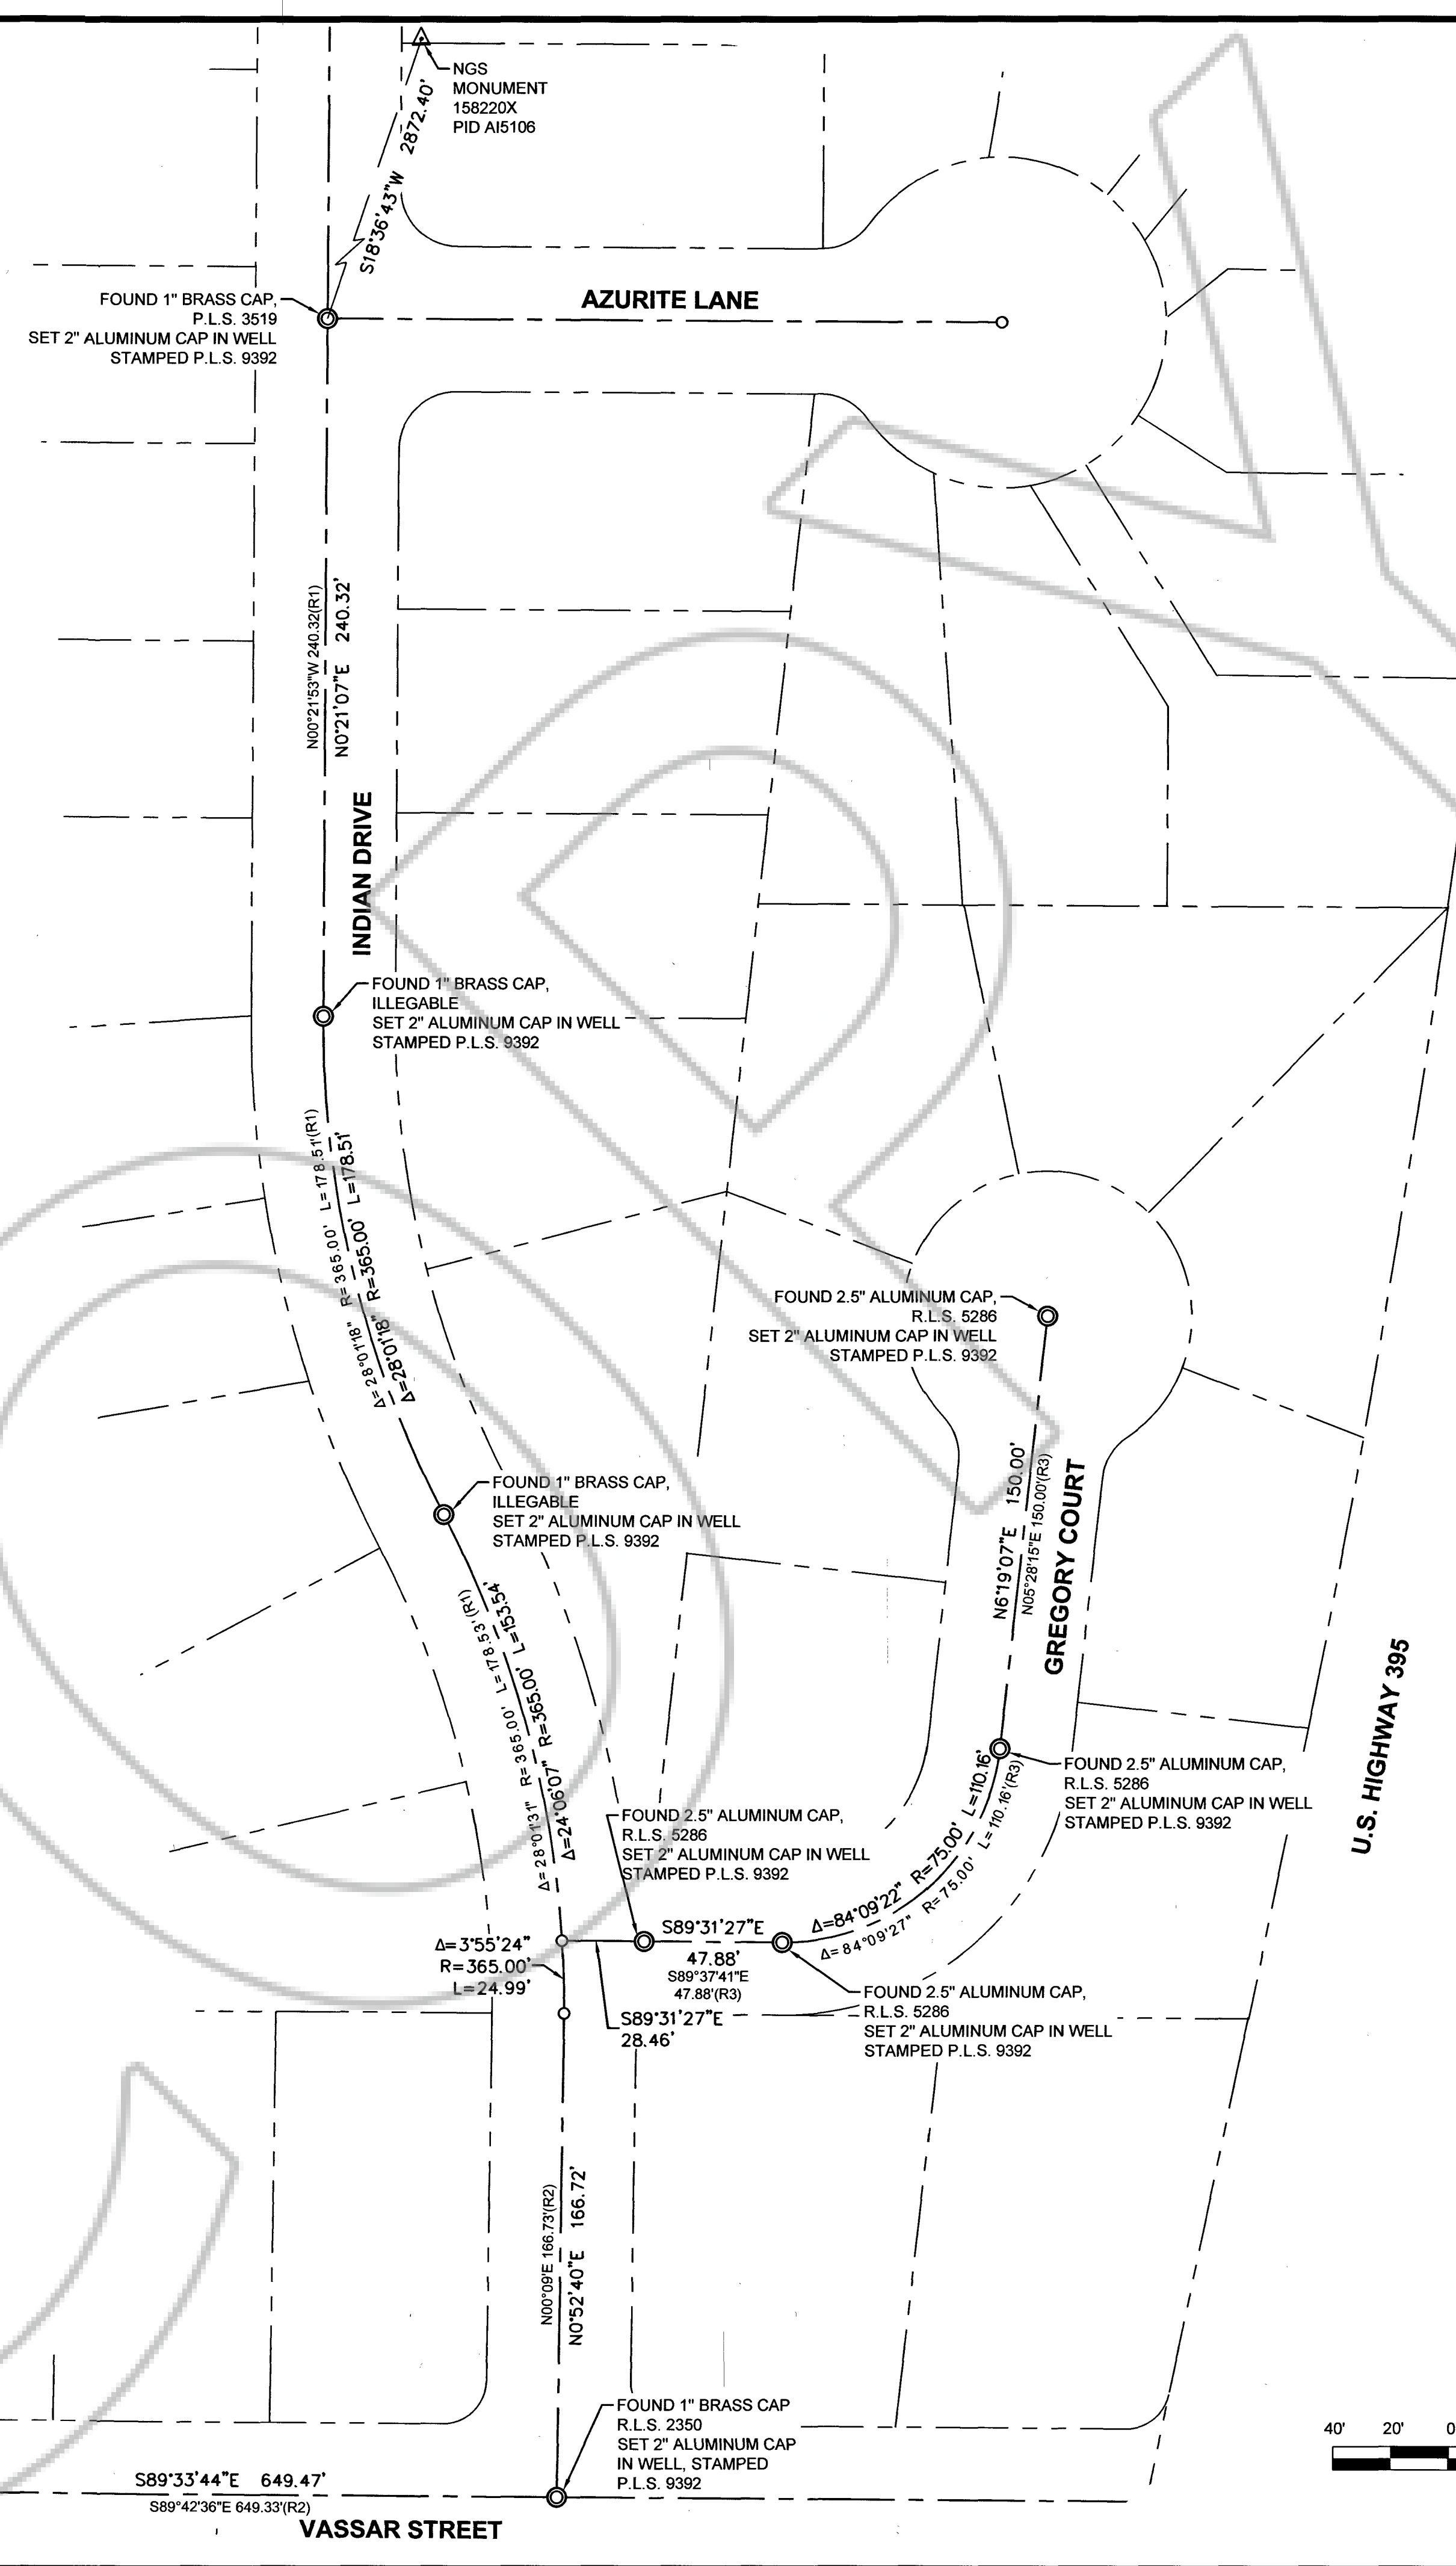 NGS
MONUMENT
158220X
PID AI5106
S18°36'43"W 2872.40'
FOUND 1" BRASS CAP,
P.L.S. 3519
SET 2" ALUMINUM CAP IN WELL
STAMPED P.L.S. 9392
AZURITE LANE
N00°21'53"W 240.32(R1)
N0°21'07"E 240.32'
INDIAN DRIVE
FOUND 1" BRASS CAP,
ILLEGABLE
SET 2" ALUMINUM CAP IN WELL
STAMPED P.L.S. 9392
Δ= 28°01'18" R=365.00' L= 178.51'(R1)
Δ=28°01'18" R=365.00' L=178.51'
FOUND 2.5" ALUMINUM CAP,
R.L.S. 5286
SET 2" ALUMINUM CAP IN WELL
STAMPED P.L.S. 9392
FOUND 1" BRASS CAP,
ILLEGABLE
SET 2" ALUMINUM CAP IN WELL
STAMPED P.L.S. 9392
N6°19'07"E 150.00'
N05°28'15"E 150.00'(R3)
GREGORY COURT
Δ= 28°01'31" R=365.00' L=178.53'(R1)
Δ=24°06'07" R=365.00' L=153.54'
U.S. HIGHWAY 395
FOUND 2.5" ALUMINUM CAP,
R.L.S. 5286
SET 2" ALUMINUM CAP IN WELL
STAMPED P.L.S. 9392
FOUND 2.5" ALUMINUM CAP,
R.L.S. 5286
SET 2" ALUMINUM CAP IN WELL
STAMPED P.L.S. 9392
Δ=84°09'22" R=75.00' L=110.16'
Δ= 84°09'27" R= 75.00' L= 110.16'(R3)
Δ=3°55'24"
R=365.00'
L=24.99'
S89°31'27"E
47.88'
S89°37'41"E
47.88'(R3)
S89°31'27"E
28.46'
FOUND 2.5" ALUMINUM CAP,
R.L.S. 5286
SET 2" ALUMINUM CAP IN WELL
STAMPED P.L.S. 9392
N00°09'E 166.73'(R2)
N0°52'40"E 166.72'
FOUND 1" BRASS CAP
R.L.S. 2350
SET 2" ALUMINUM CAP
IN WELL, STAMPED
P.L.S. 9392
40' 20' 0
S89°33'44"E 649.47'
S89°42'36"E 649.33'(R2)
VASSAR STREET